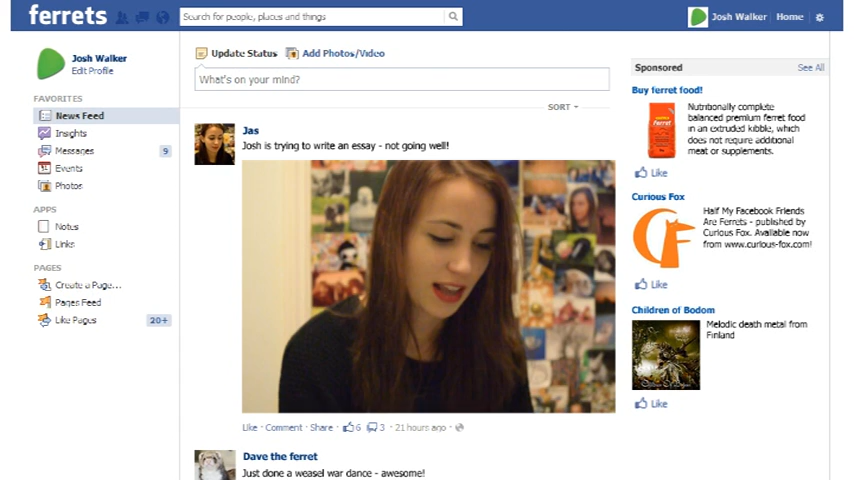 ferrets
Search for people, places and things
Josh Walker
Home
Josh Walker
Edit Profile
FAVORITES
News Feed
Insights
Messages 9
Events
Photos
APPS
Notes
Links
PAGES
Create a Page...
Pages Feed
Like Pages 20+
Update Status
Add Photos/Video
What's on your mind?
SORT
Jas
Josh is trying to write an essay - not going well!
Like · Comment · Share · 6 3 · 21 hours ago ·
Dave the ferret
Just done a weasel war dance - awesome!
Sponsored
See All
Buy ferret food!
ferret
Nutritionally complete
balanced premium ferret food
in an extruded kibble, which
does not require additional
meat or supplements.
Like
Curious Fox
Half My Facebook Friends
Are Ferrets - published by
Curious Fox. Available now
from www.curious-fox.com!
Like
Children of Bodom
Melodic death metal from
Finland
Like